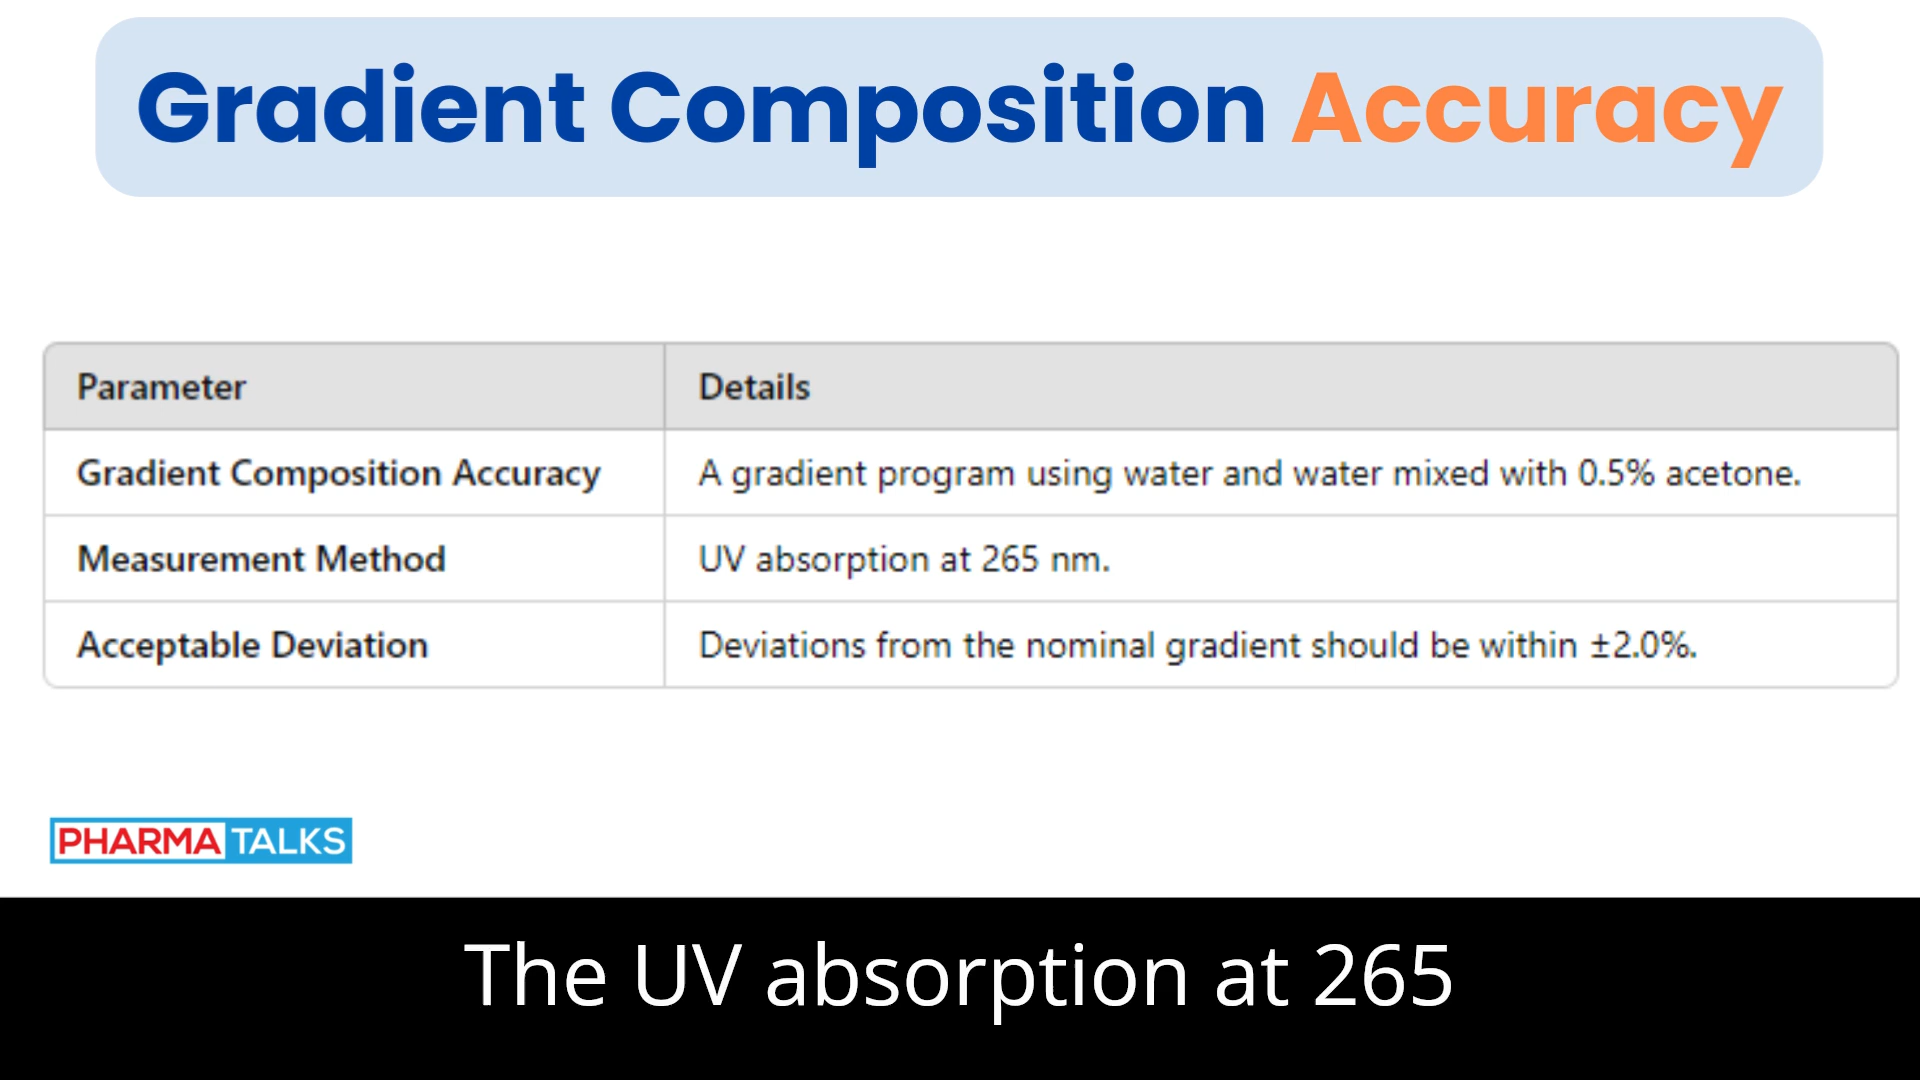 Gradient Composition Accuracy
Parameter Details
Gradient Composition Accuracy A gradient program using water and water mixed with 0.5% acetone.
Measurement Method UV absorption at 265 nm.
Acceptable Deviation Deviations from the nominal gradient should be within ±2.0%.
PHARMA TALKS
The UV absorption at 265